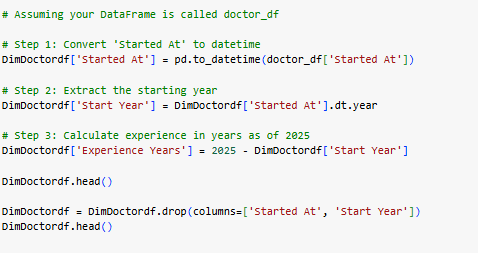 # Assuming your DataFrame is called doctor_df
# Step 1: Convert 'Started At' to datetime
DimDoctordf['Started At'] = pd.to_datetime(doctor_df['Started At'])
# Step 2: Extract the starting year
DimDoctordf['Start Year'] = DimDoctordf['Started At'].dt.year
# Step 3: Calculate experience in years as of 2025
DimDoctordf['Experience Years'] = 2025 - DimDoctordf['Start Year']
DimDoctordf.head()
DimDoctordf = DimDoctordf.drop(columns=['Started At', 'Start Year'])
DimDoctordf.head()